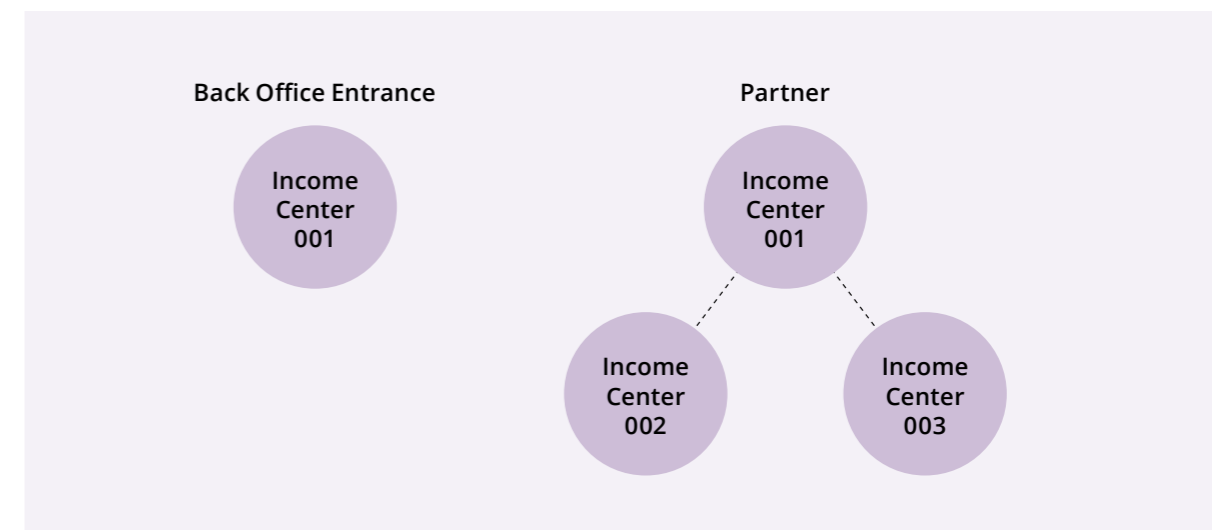 Back Office Entrance
Income
Center
001
Partner
Income
Center
001
Income
Center
002
Income
Center
003